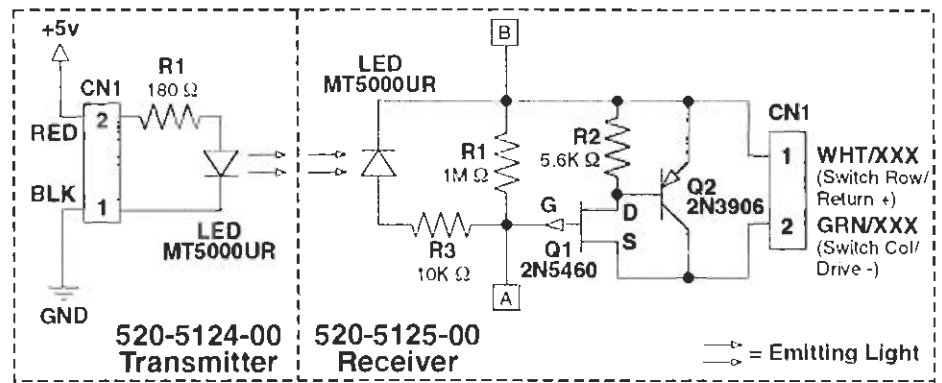 +5v
CN1
RED
2
BLK
1
GND
R1
180 Ω
LED
MT5000UR
520-5124-00
Transmitter
B
LED
MT5000UR
R1
1M Ω
R2
5.6K Ω
R3
10K Ω
G
D
S
Q1
2N5460
Q2
2N3906
A
CN1
1
WHT/XXX
(Switch Row/
Return +)
2
GRN/XXX
(Switch Col/
Drive -)
520-5125-00
Receiver
= Emitting Light